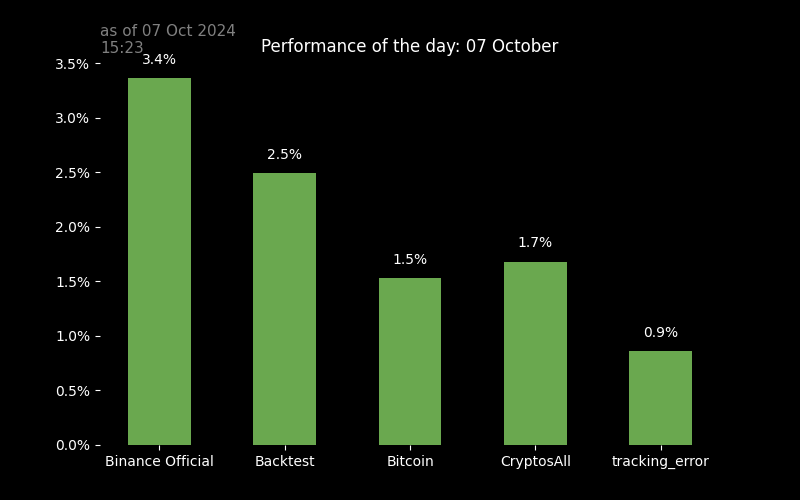 as of 07 Oct 2024
15:23
Performance of the day: 07 October
3.5%
3.0%
2.5%
2.0%
1.5%
1.0%
0.5%
0.0%
3.4%
2.5%
1.5%
1.7%
0.9%
Binance Official
Backtest
Bitcoin
CryptosAll
tracking_error